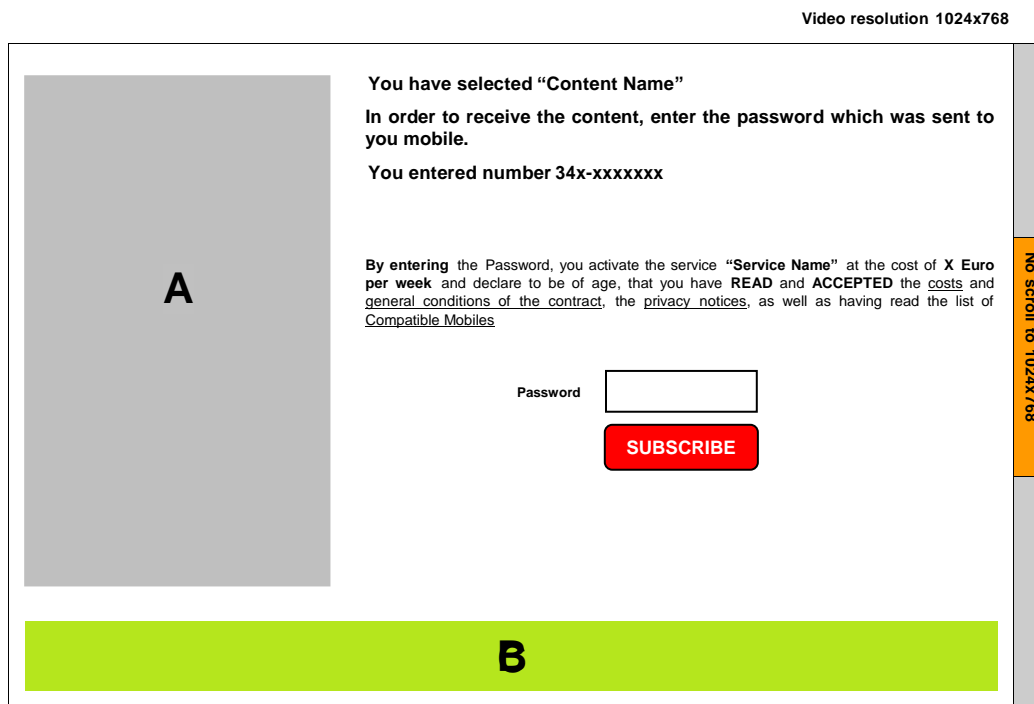 Video resolution 1024x768
You have selected “Content Name”
In order to receive the content, enter the password which was sent to
you mobile.
You entered number 34x-xxxxxxx
A
By entering the Password, you activate the service “Service Name” at the cost of X Euro
per week and declare to be of age, that you have READ and ACCEPTED the costs and
general conditions of the contract, the privacy notices, as well as having read the list of
Compatible Mobiles
No scroll to 1024x768
Password
SUBSCRIBE
B